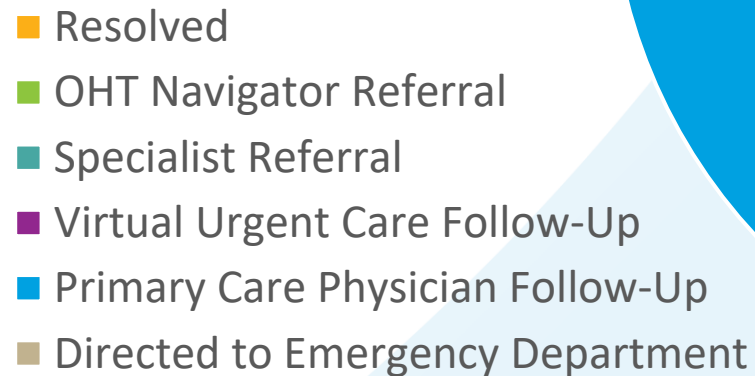 Resolved
OHT Navigator Referral
Specialist Referral
Virtual Urgent Care Follow-Up
Primary Care Physician Follow-Up
Directed to Emergency Department